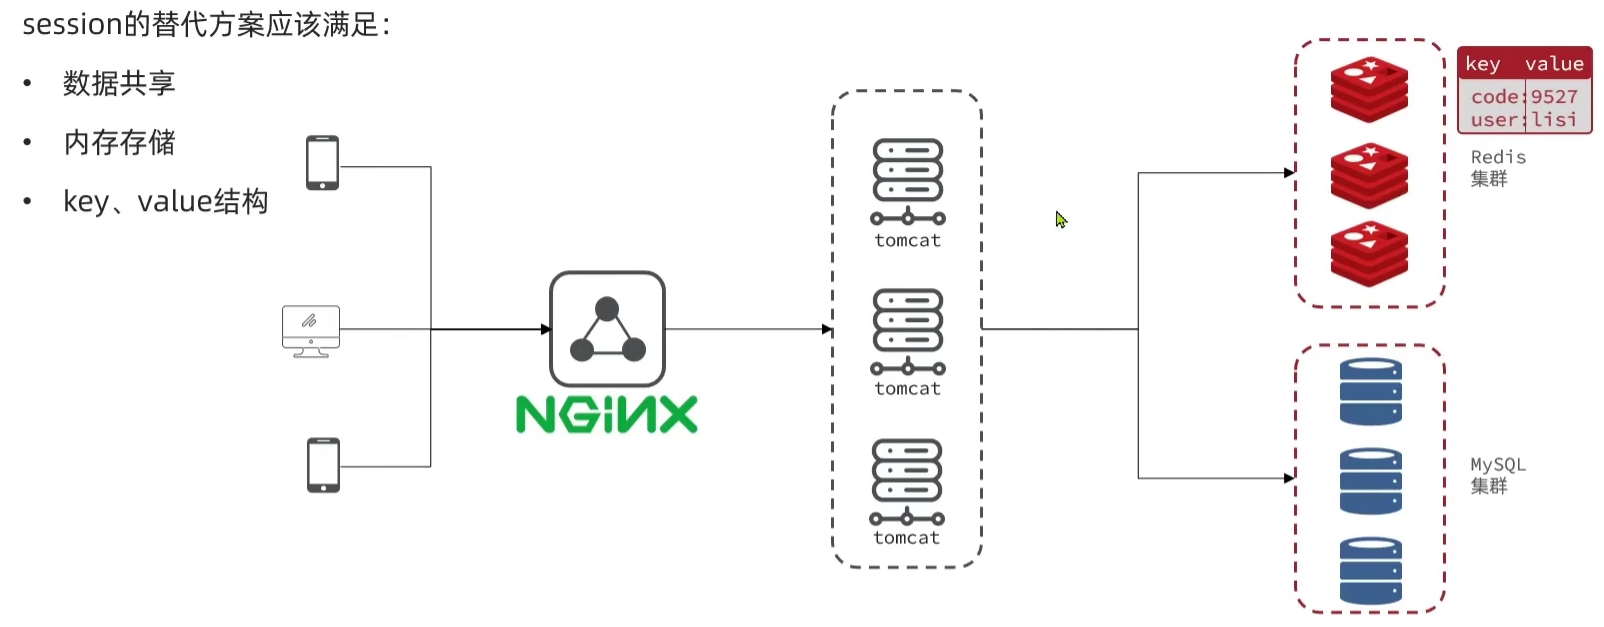 session的替代方案应该满足：
• 数据共享
• 内存存储
• key、value结构
NGiNX
tomcat
tomcat
tomcat
key value
code:9527
user:lisi
Redis
集群
MySQL
集群